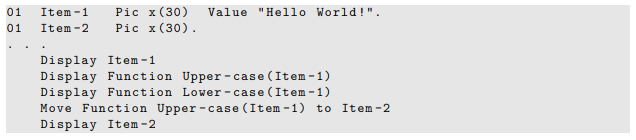 01  Item-1   Pic x(30)  Value "Hello World!".
01  Item-2   Pic x(30).
. . .
    Display Item-1
    Display Function Upper-case(Item-1)
    Display Function Lower-case(Item-1)
    Move Function Upper-case(Item-1) to Item-2
    Display Item-2